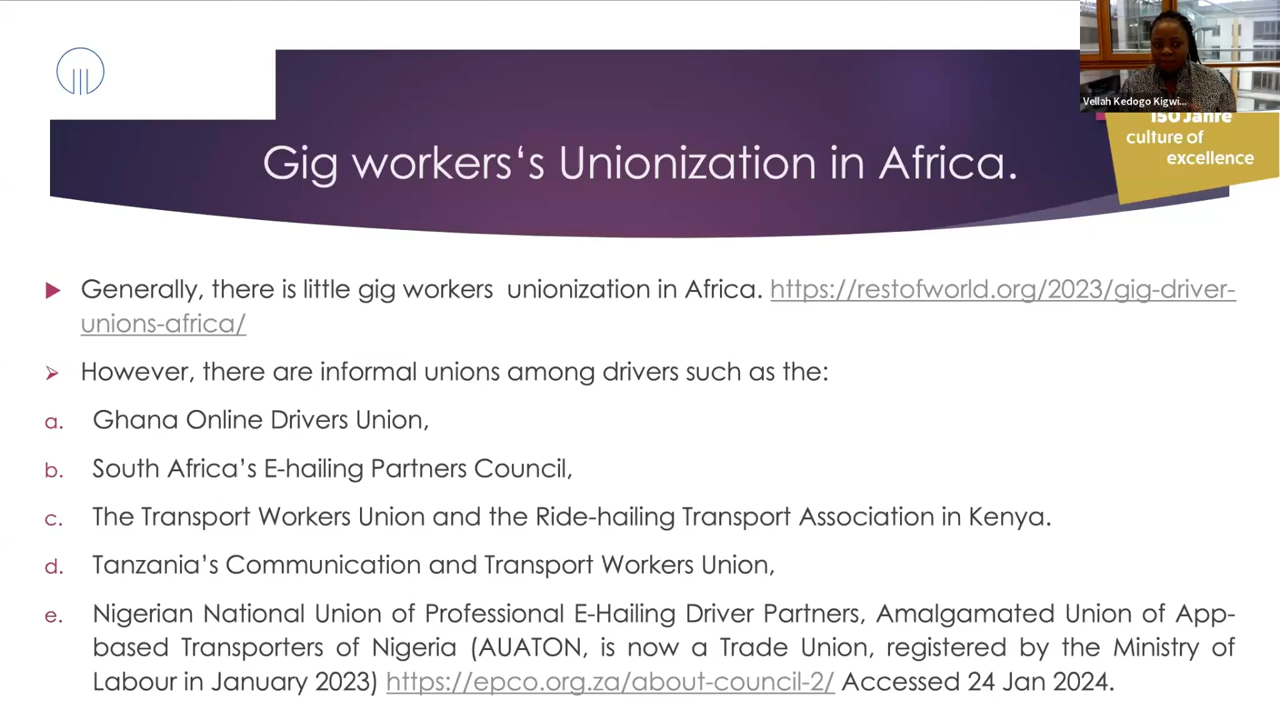 Vellah Kedogo Kigwi...
150 Jahre
culture of
excellence
Gig workers‘s Unionization in Africa.
Generally, there is little gig workers unionization in Africa. https://restofworld.org/2023/gig-driver-
unions-africa/
However, there are informal unions among drivers such as the:
a. Ghana Online Drivers Union,
b. South Africa’s E-hailing Partners Council,
c. The Transport Workers Union and the Ride-hailing Transport Association in Kenya.
d. Tanzania’s Communication and Transport Workers Union,
e. Nigerian National Union of Professional E-Hailing Driver Partners, Amalgamated Union of App-
based Transporters of Nigeria (AUATON, is now a Trade Union, registered by the Ministry of
Labour in January 2023) https://epco.org.za/about-council-2/ Accessed 24 Jan 2024.